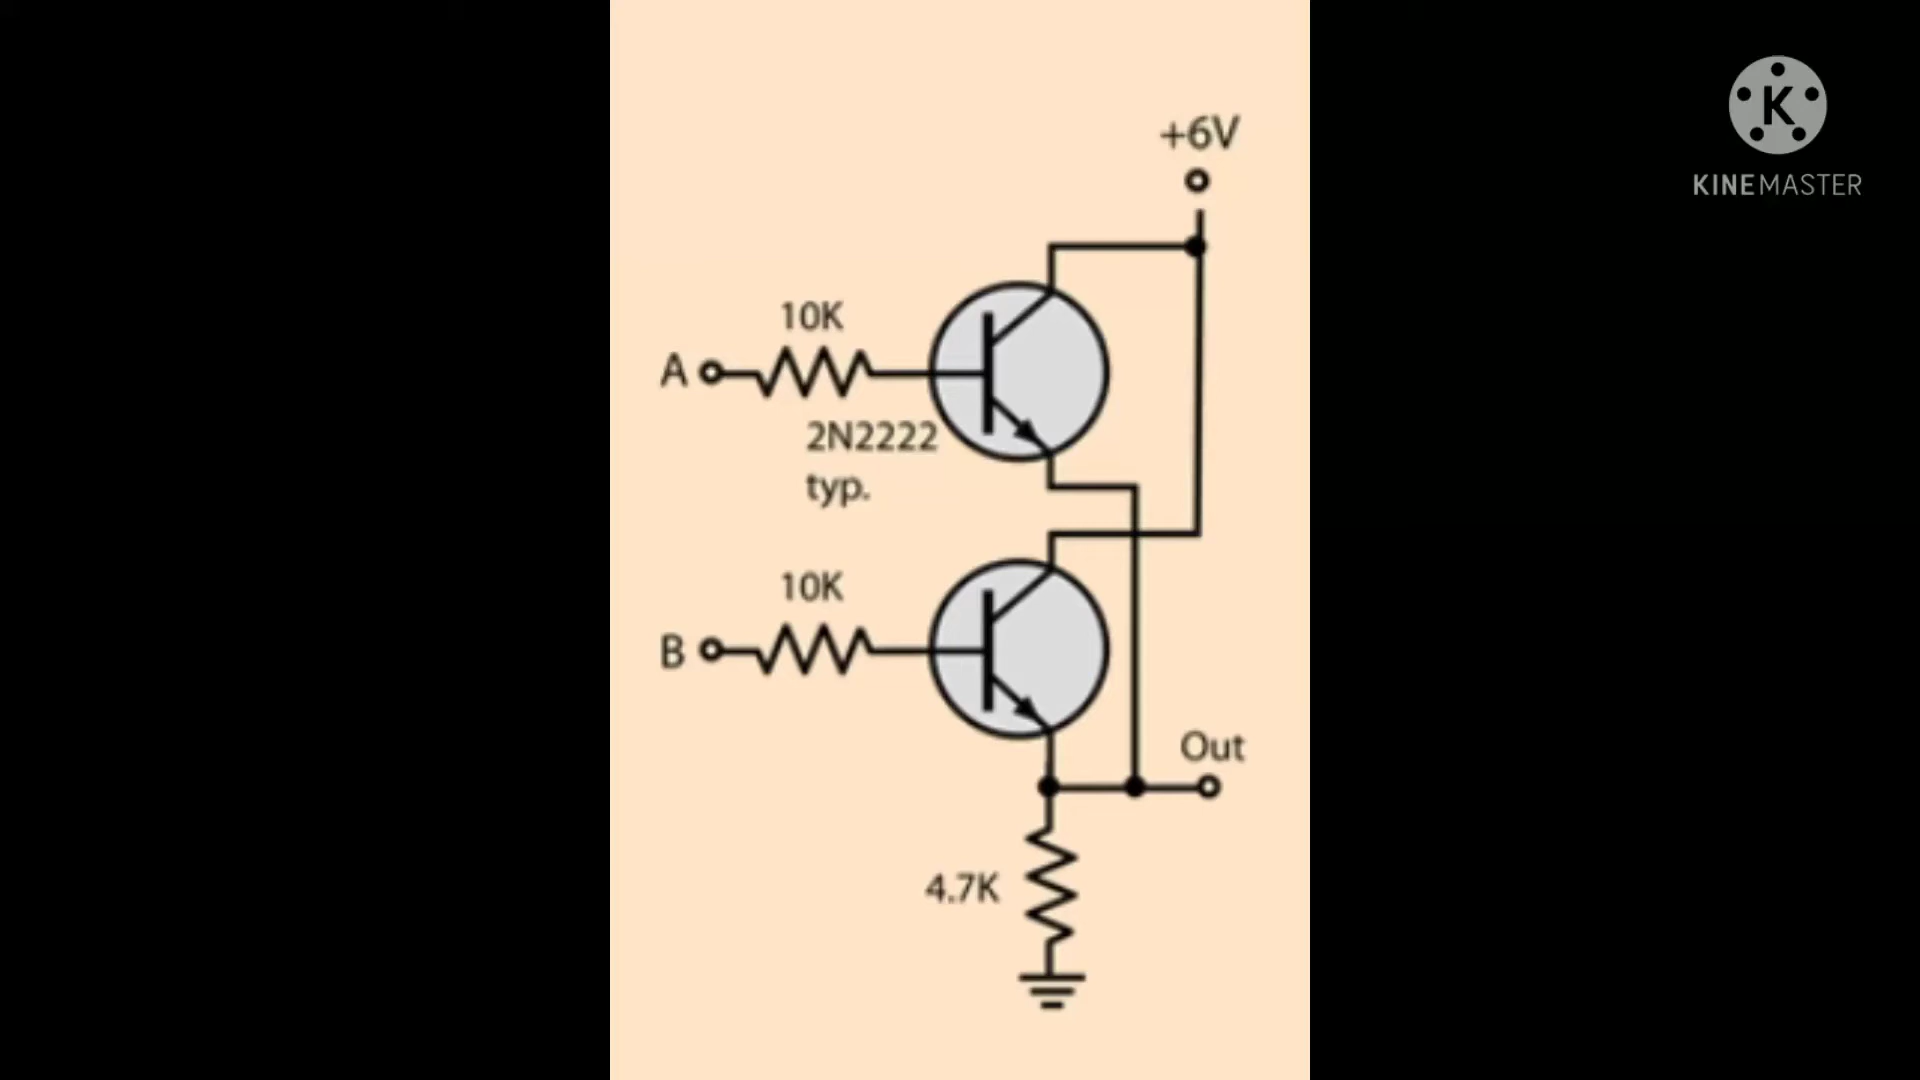 +6V
10K
A
2N2222
typ.
10K
B
Out
4.7K
K
KINEMASTER